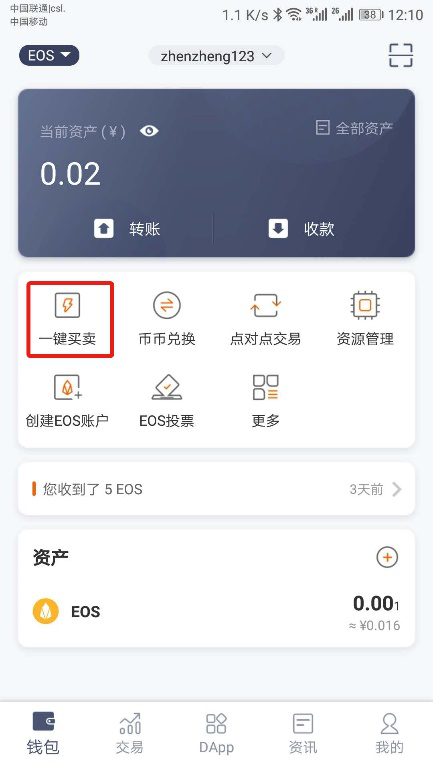 中国联通|csl.
中国移动
1.1 K/s 38 12:10
EOS
zhenzheng123
当前资产 (¥)
全部资产
0.02
转账
收款
一键买卖
币币兑换
点对点交易
资源管理
创建EOS账户
EOS投票
更多
您收到了 5 EOS
3天前
资产
EOS
0.001
≈ ¥0.016
钱包
交易
DApp
资讯
我的